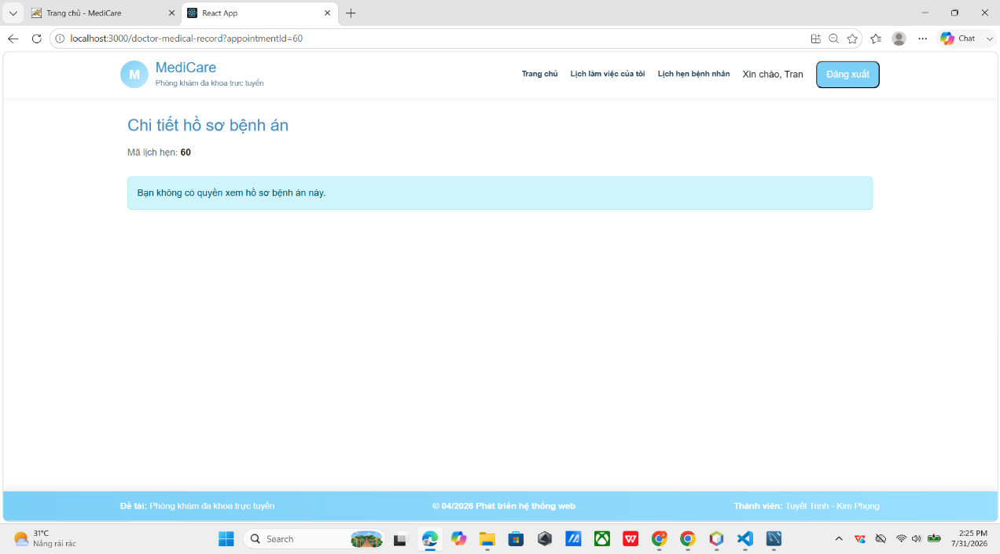 Trang chủ - MediCare
React App
localhost:3000/doctor-medical-record?appointmentId=60
Chat
M
MediCare
Phòng khám đa khoa trực tuyến
Trang chủ
Lịch làm việc của tôi
Lịch hẹn bệnh nhân
Xin chào, Tran
Đăng xuất
Chi tiết hồ sơ bệnh án
Mã lịch hẹn: 60
Bạn không có quyền xem hồ sơ bệnh án này.
Đề tài: Phòng khám đa khoa trực tuyến
© 04/2026 Phát triển hệ thống web
Thành viên: Tuyết Trinh - Kim Phụng
31°C
Nắng rải rác
Search
2:25 PM
7/31/2026